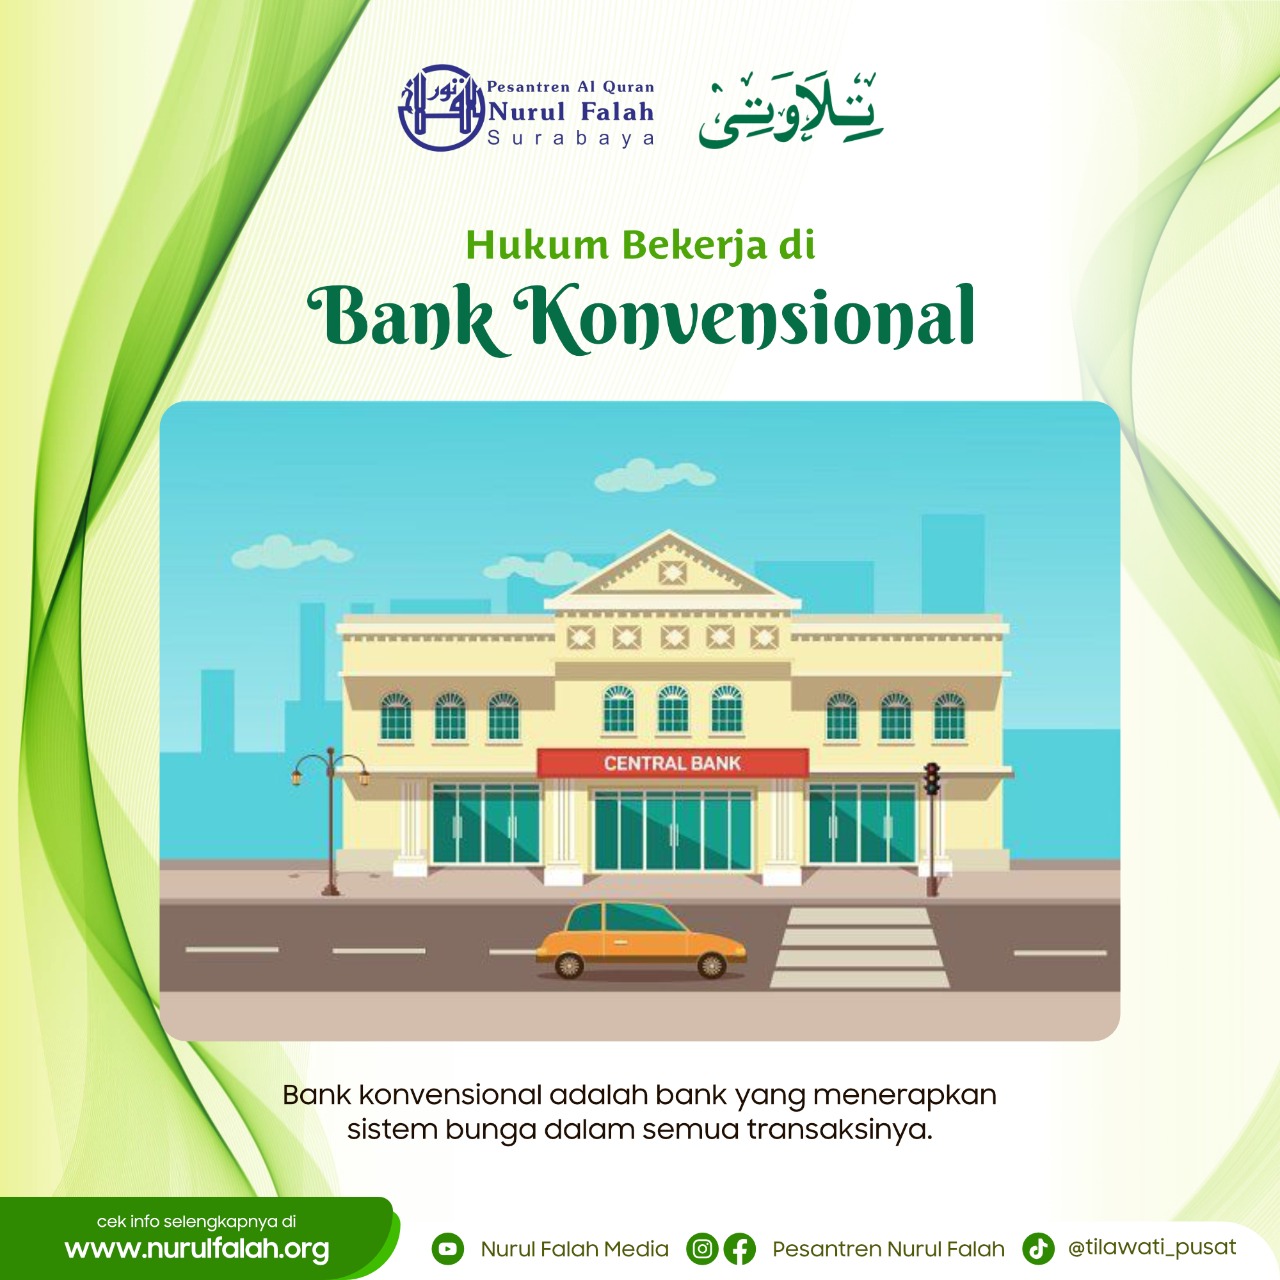 Pesantren Al Quran
Nurul Falah
Surabaya
تِلَاوَتِىْ
Hukum Bekerja di
Bank Konvensional
CENTRAL BANK
Bank konvensional adalah bank yang menerapkan
sistem bunga dalam semua transaksinya.
cek info selengkapnya di
www.nurulfalah.org
Nurul Falah Media
Pesantren Nurul Falah
@tilawati_pusat